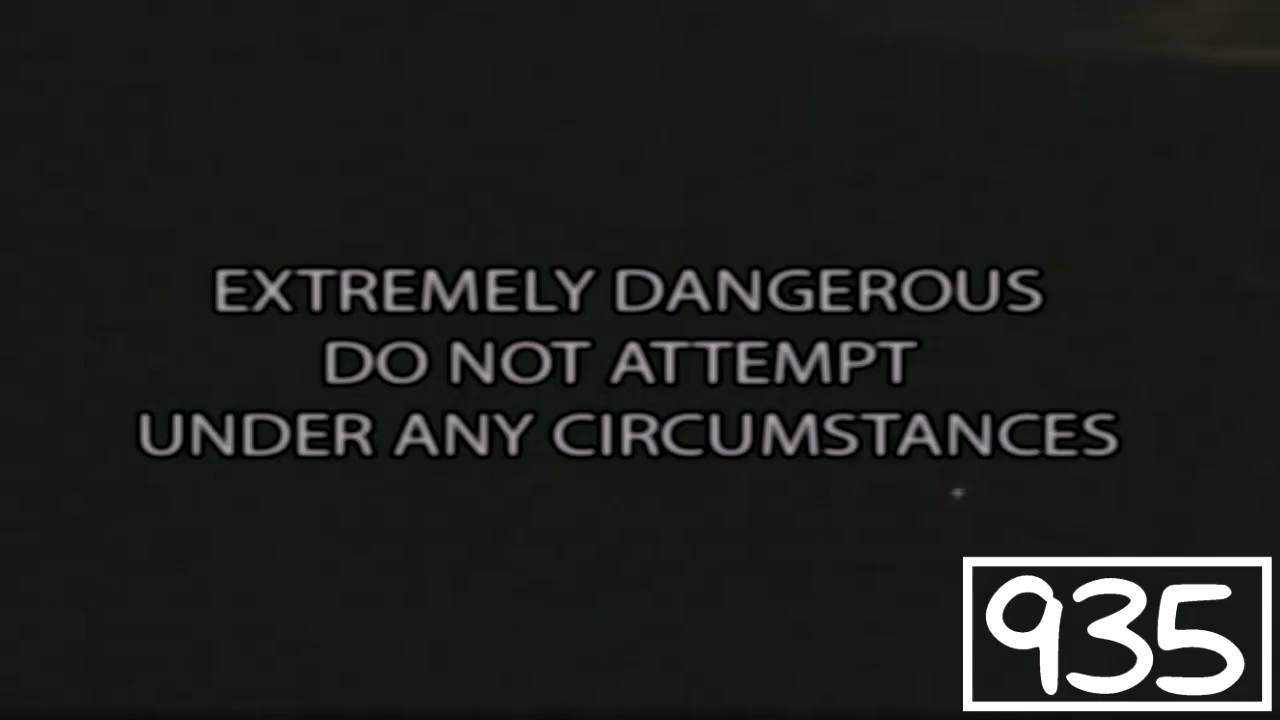 EXTREMELY DANGEROUS
DO NOT ATTEMPT
UNDER ANY CIRCUMSTANCES
935